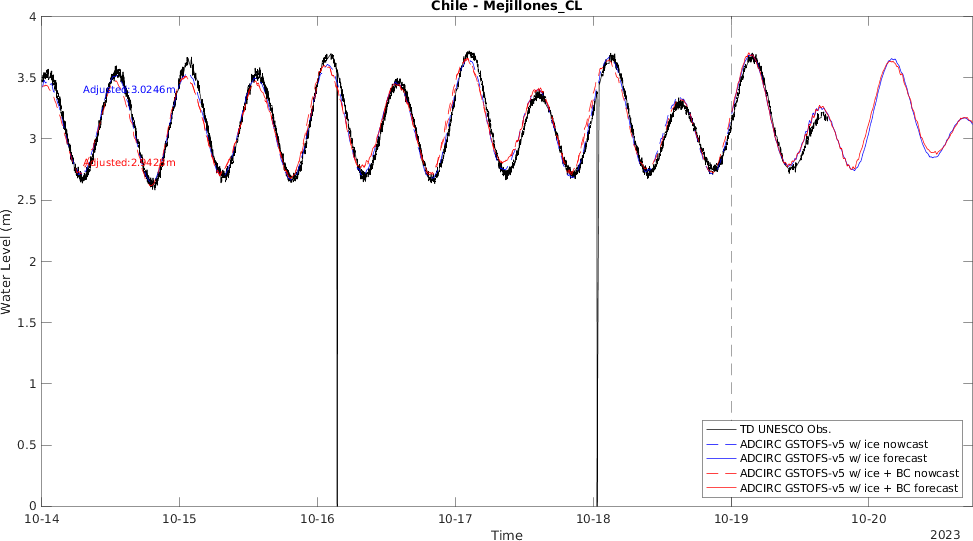 Chile - Mejillones_CL
4
3.5
3
2.5
2
1.5
1
0.5
0
Water Level (m)
Adjusted:3.0246m
Adjusted:2.9426m
TD UNESCO Obs.
ADCIRC GSTOFS-v5 w/ ice nowcast
ADCIRC GSTOFS-v5 w/ ice forecast
ADCIRC GSTOFS-v5 w/ ice + BC nowcast
ADCIRC GSTOFS-v5 w/ ice + BC forecast
10-14 10-15 10-16 10-17 10-18 10-19 10-20
Time
2023